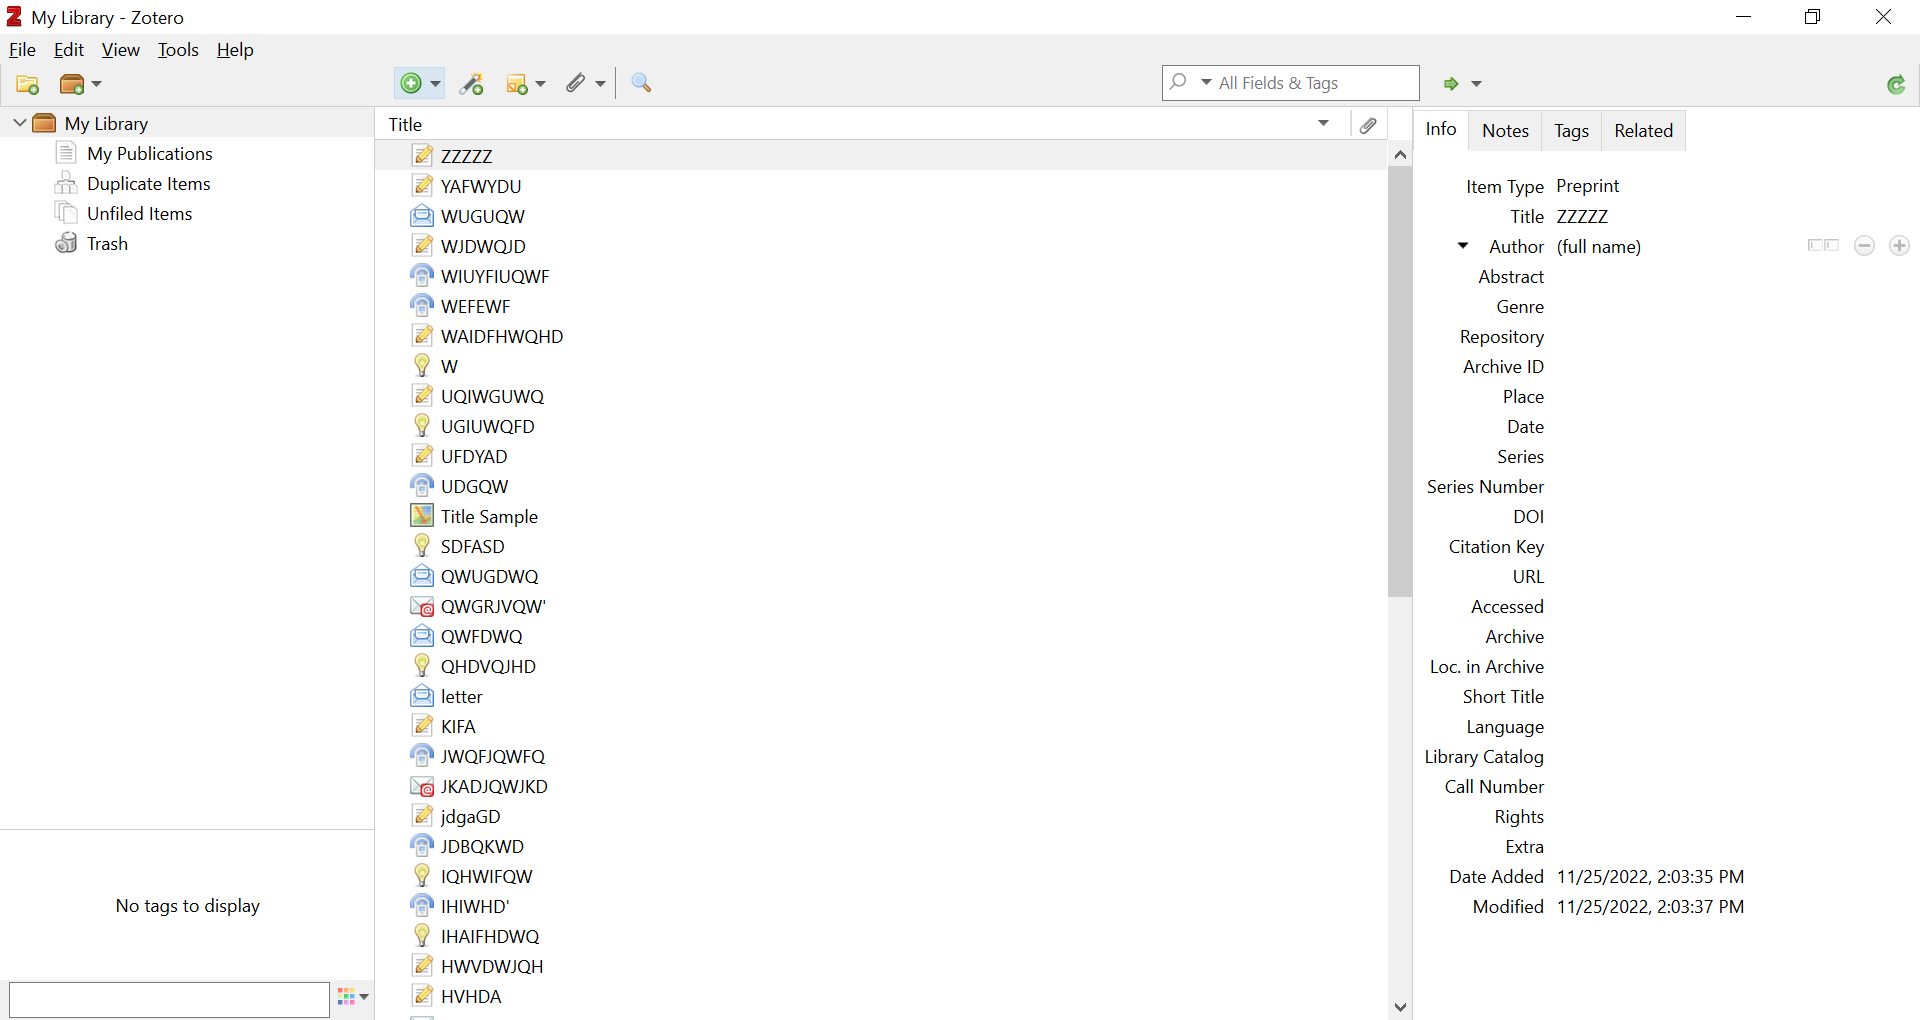 My Library - Zotero
File Edit View Tools Help
All Fields & Tags
My Library
My Publications
Duplicate Items
Unfiled Items
Trash
No tags to display
Title
ZZZZZ
YAFWYDU
WUGUQW
WJDWQJD
WIUYFIUQWF
WEFEWF
WAIDFHWQHD
W
UQIWGUWQ
UGIUWQFD
UFDYAD
UDGQW
Title Sample
SDFASD
QWUGDWQ
QWGRJVQW'
QWFDWQ
QHDVQJHD
letter
KIFA
JWQFJQWFQ
JKADJQWJKD
jdgaGD
JDBQKWD
IQHWIFQW
IHIWHD'
IHAIFHDWQ
HWVDWJQH
HVHDA
Info Notes Tags Related
Item Type Preprint
Title ZZZZZ
Author (full name)
Abstract
Genre
Repository
Archive ID
Place
Date
Series
Series Number
DOI
Citation Key
URL
Accessed
Archive
Loc. in Archive
Short Title
Language
Library Catalog
Call Number
Rights
Extra
Date Added 11/25/2022, 2:03:35 PM
Modified 11/25/2022, 2:03:37 PM